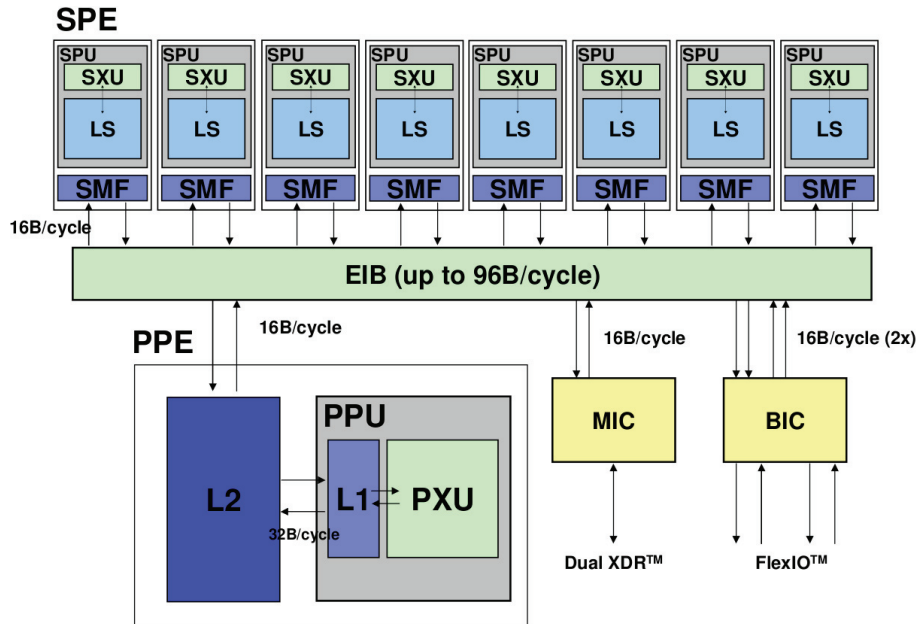 SPE
SPU SPU SPU SPU SPU SPU SPU SPU
SXU SXU SXU SXU SXU SXU SXU SXU
LS LS LS LS LS LS LS LS
SMF SMF SMF SMF SMF SMF SMF SMF
16B/cycle
EIB (up to 96B/cycle)
16B/cycle 16B/cycle 16B/cycle (2x)
PPE
PPU MIC BIC
L2 L1 PXU
32B/cycle
Dual XDR™ FlexIO™